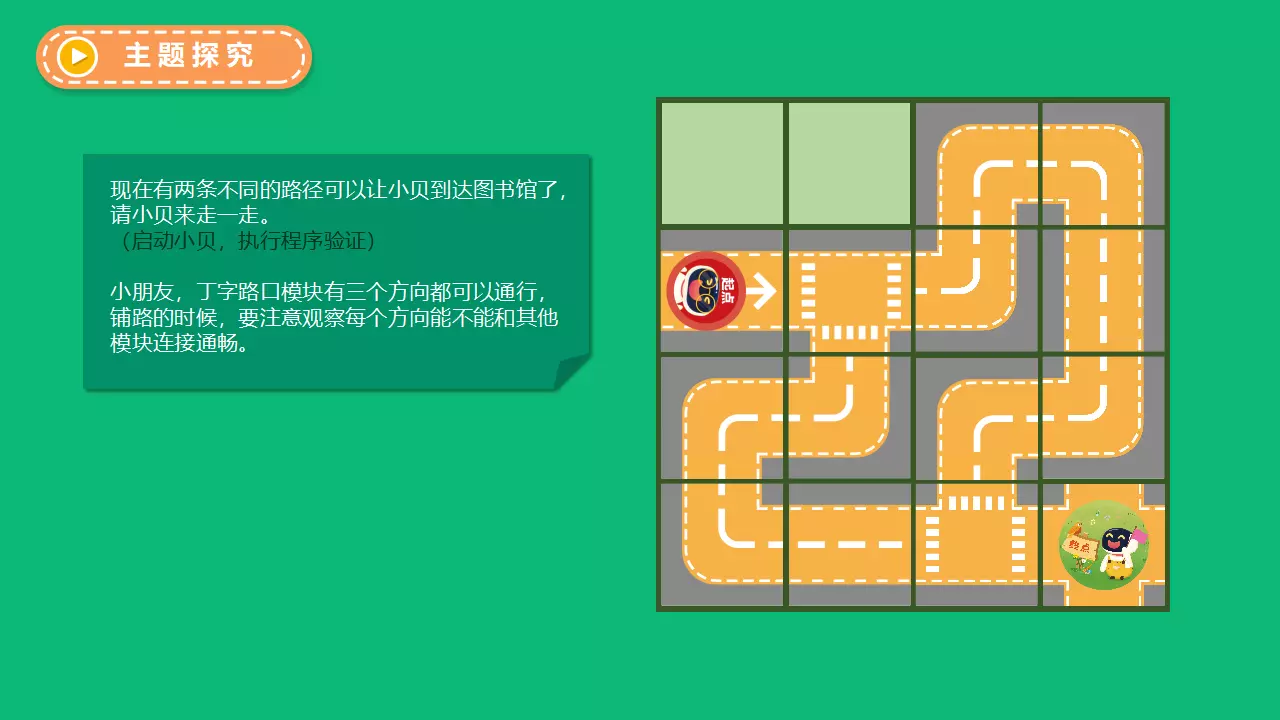 主题探究
现在有两条不同的路径可以让小贝到达图书馆了，
请小贝来走一走。
（启动小贝，执行程序验证）
小朋友，丁字路口模块有三个方向都可以通行，
铺路的时候，要注意观察每个方向能不能和其他
模块连接通畅。
起点
终点